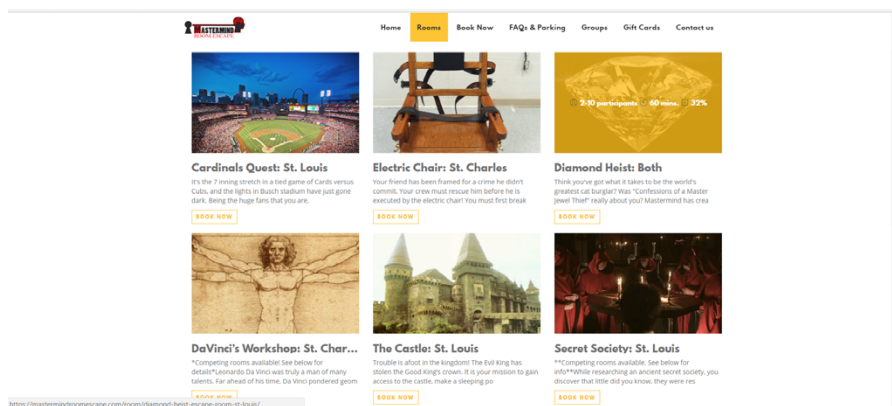 MASTERMIND
ROOM ESCAPE
Home Rooms Book Now FAQs & Parking Groups Gift Cards Contact us
2-10 participants 60 mins. 32%
Cardinals Quest: St. Louis
It's the 7 inning stretch in a tied game of Cards versus
Cubs, and the lights in Busch stadium have just gone
dark. Being the huge fans that you are.
BOOK NOW
Electric Chair: St. Charles
Your friend has been framed for a crime he didn't
commit. Your crew must rescue him before he is
executed by the electric chair! You must first break
BOOK NOW
Diamond Heist: Both
Think you've got what it takes to be the world's
greatest cat burglar? Was "Confessions of a Master
Jewel Thief" really about you? Mastermind has crea
BOOK NOW
DaVinci's Workshop: St. Char...
*Competing rooms available! See below for
details*Leonardo Da Vinci was truly a man of many
talents. Far ahead of his time, Da Vinci pondered geom
BOOK NOW
The Castle: St. Louis
Trouble is afoot in the kingdom! The Evil King has
stolen the Good King's crown. It is your mission to gain
access to the castle, make a sleeping po
BOOK NOW
Secret Society: St. Louis
**Competing rooms available. See below for
info**While researching an ancient secret society, you
discover that little did you know, they were res
BOOK NOW
https://mastermindroomescape.com/room/diamond-heist-escape-room-st-louis/